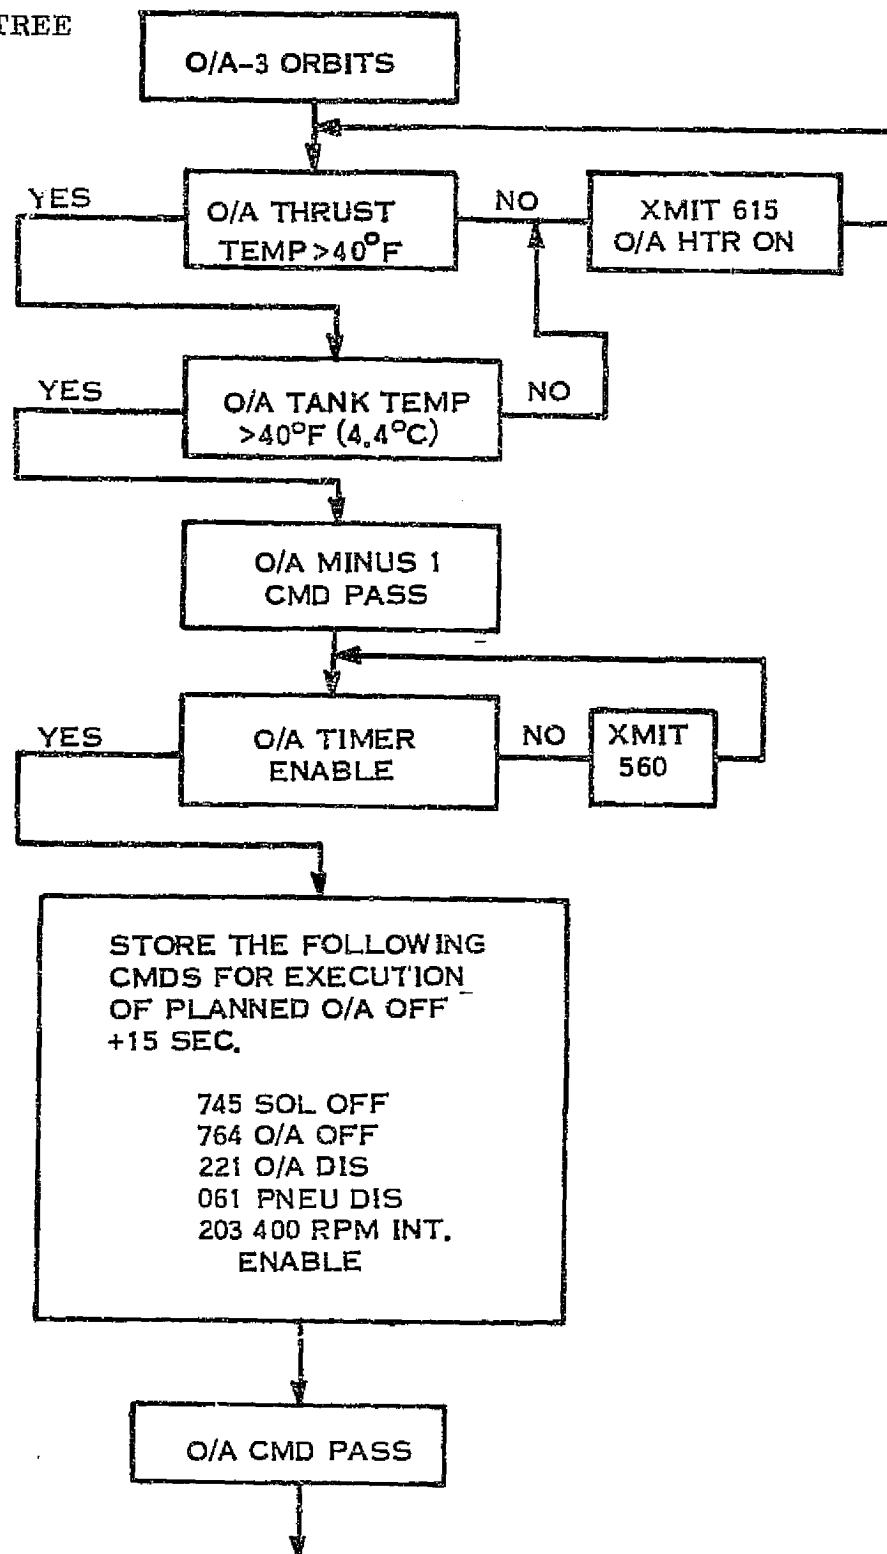 TREE
O/A-3 ORBITS
YES
O/A THRUST
TEMP >40°F
NO
XMIT 615
O/A HTR ON
YES
O/A TANK TEMP
>40°F (4.4°C)
NO
O/A MINUS 1
CMD PASS
YES
O/A TIMER
ENABLE
NO
XMIT
560
STORE THE FOLLOWING
CMDS FOR EXECUTION
OF PLANNED O/A OFF
+15 SEC.
745 SOL OFF
764 O/A OFF
221 O/A DIS
061 PNEU DIS
203 400 RPM INT.
ENABLE
O/A CMD PASS